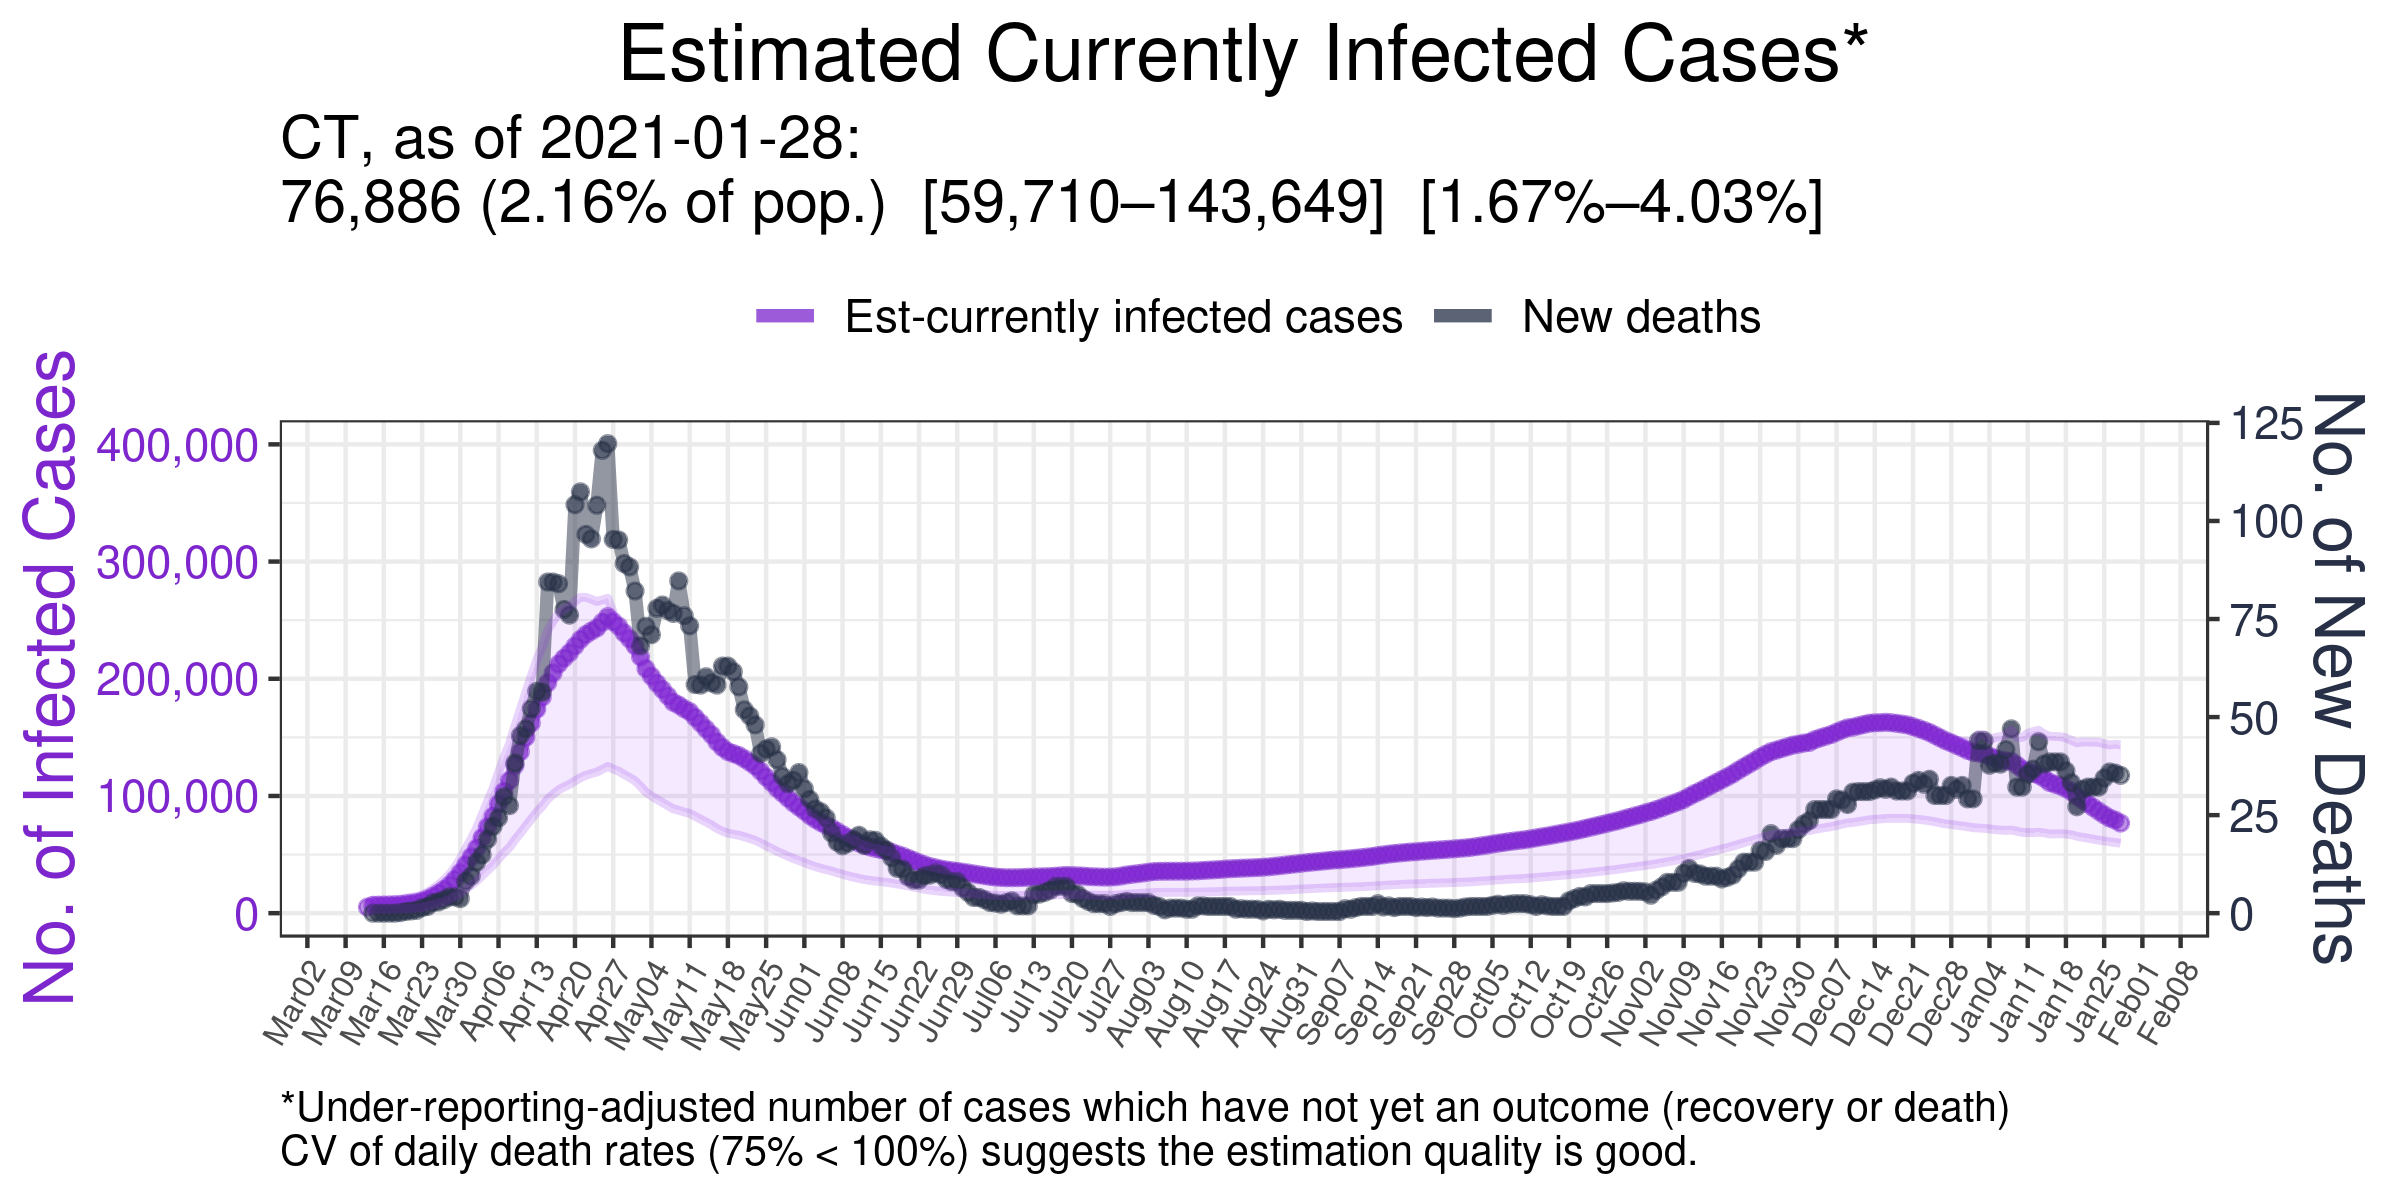 Estimated Currently Infected Cases*
CT, as of 2021-01-28:
76,886 (2.16% of pop.)  [59,710–143,649]  [1.67%–4.03%]
Est-currently infected cases
New deaths
No. of Infected Cases
400,000
300,000
200,000
100,000
0
125
100
75
50
25
0
No. of New Deaths
Mar02
Mar09
Mar16
Mar23
Mar30
Apr06
Apr13
Apr20
Apr27
May04
May11
May18
May25
Jun01
Jun08
Jun15
Jun22
Jun29
Jul06
Jul13
Jul20
Jul27
Aug03
Aug10
Aug17
Aug24
Aug31
Sep07
Sep14
Sep21
Sep28
Oct05
Oct12
Oct19
Oct26
Nov02
Nov09
Nov16
Nov23
Nov30
Dec07
Dec14
Dec21
Dec28
Jan04
Jan11
Jan18
Jan25
Feb01
Feb08
*Under-reporting-adjusted number of cases which have not yet an outcome (recovery or death)
CV of daily death rates (75% < 100%) suggests the estimation quality is good.